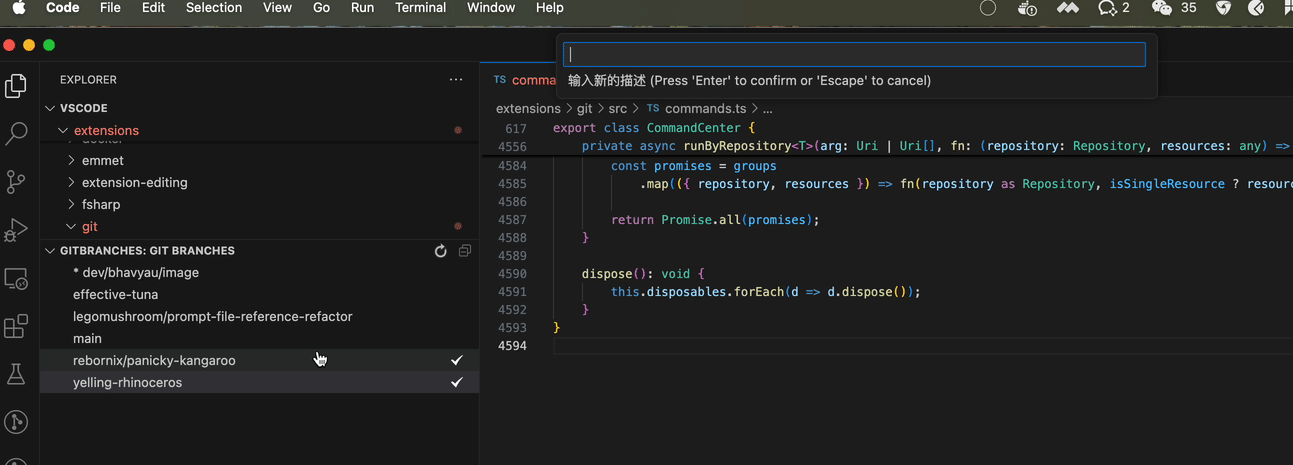 Code File Edit Selection View Go Run Terminal Window Help 2 35
EXPLORER ...
VSCODE
extensions
docker
emmet
extension-editing
fsharp
git
GITBRANCHES: GIT BRANCHES
* dev/bhavyau/image
effective-tuna
legomushroom/prompt-file-reference-refactor
main
rebornix/panicky-kangaroo
yelling-rhinoceros
输入新的描述 (Press 'Enter' to confirm or 'Escape' to cancel)
TS comma
extensions > git > src > TS commands.ts > ...
617 export class CommandCenter {
4556 private async runByRepository<T>(arg: Uri | Uri[], fn: (repository: Repository, resources: any) =>
4584 const promises = groups
4585 .map(({ repository, resources }) => fn(repository as Repository, isSingleResource ? resour
4586
4587 return Promise.all(promises);
4588 }
4589
4590 dispose(): void {
4591 this.disposables.forEach(d => d.dispose());
4592 }
4593 }
4594